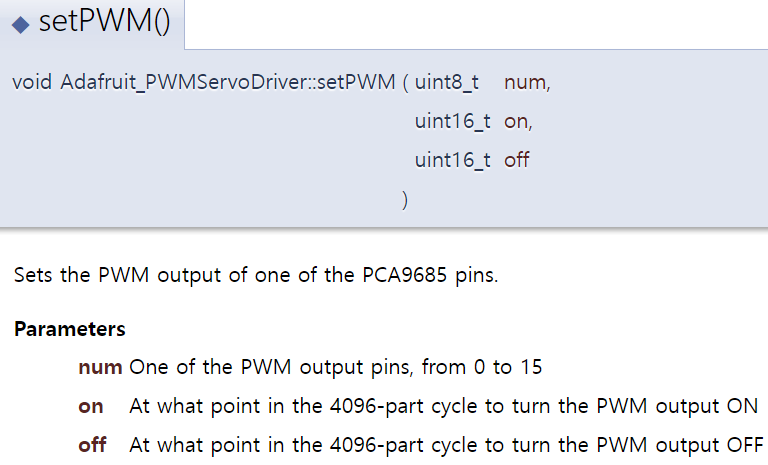 ◆ setPWM()
void Adafruit_PWMServoDriver::setPWM ( uint8_t num,
uint16_t on,
uint16_t off
)
Sets the PWM output of one of the PCA9685 pins.
Parameters
num One of the PWM output pins, from 0 to 15
on At what point in the 4096-part cycle to turn the PWM output ON
off At what point in the 4096-part cycle to turn the PWM output OFF